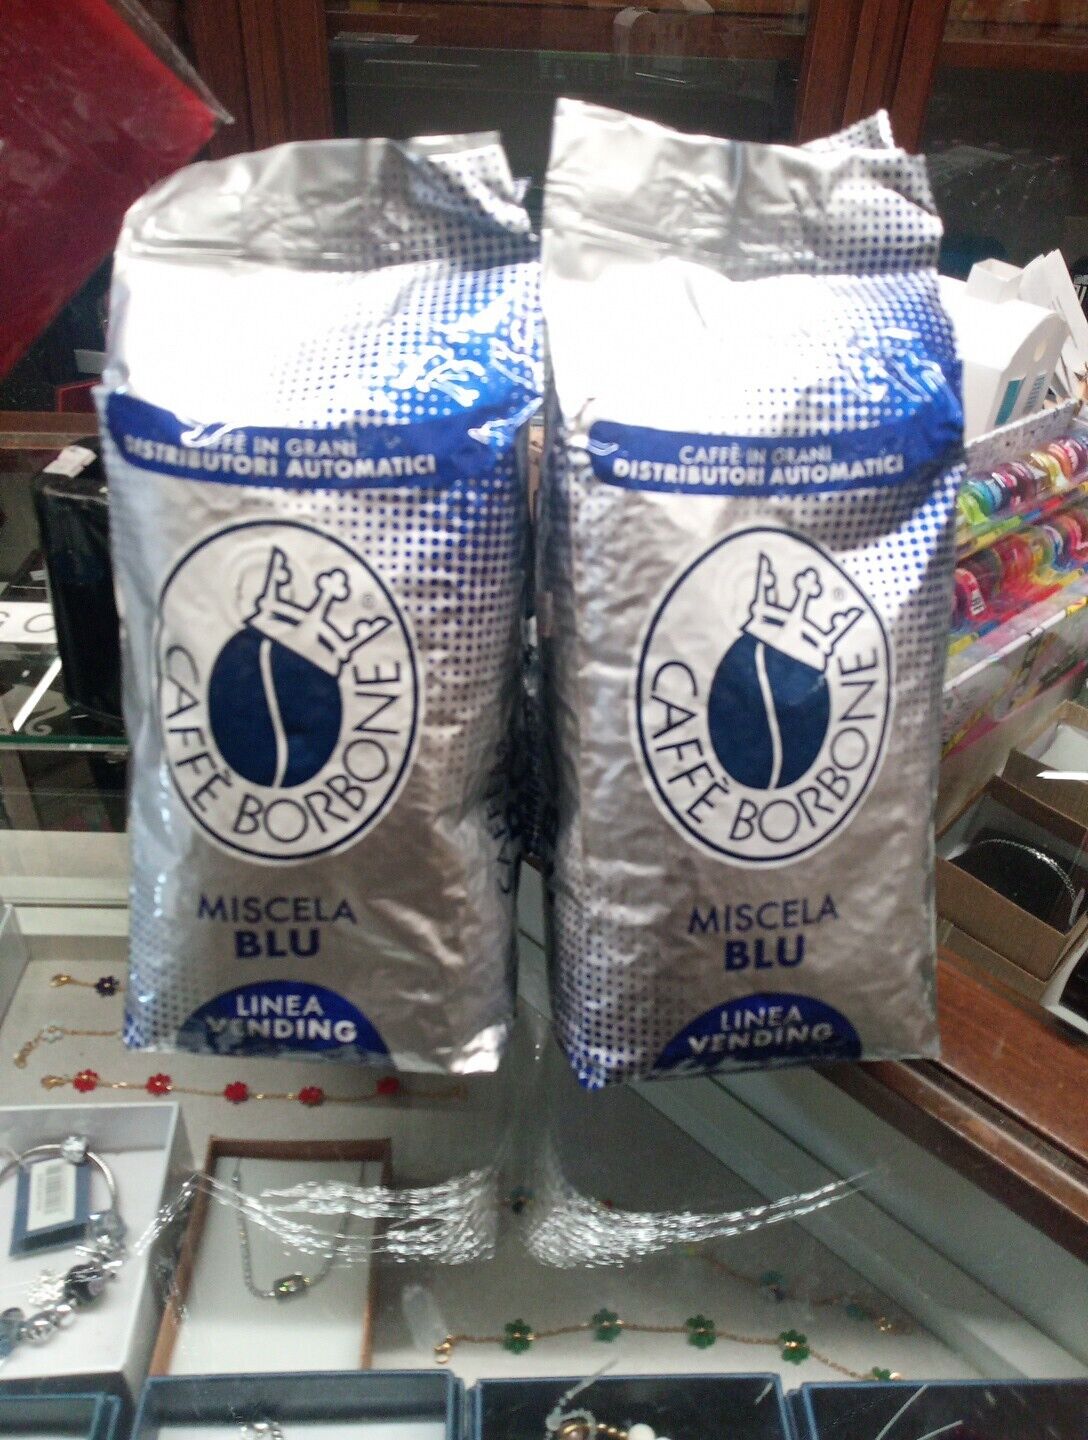 CAFFÈ IN GRANI
DISTRIBUTORI AUTOMATICI
CAFFÈ BORBONE
®
MISCELA
BLU
LINEA
VENDING
CAFFÈ IN GRANI
DISTRIBUTORI AUTOMATICI
CAFFÈ BORBONE
®
MISCELA
BLU
LINEA
VENDING